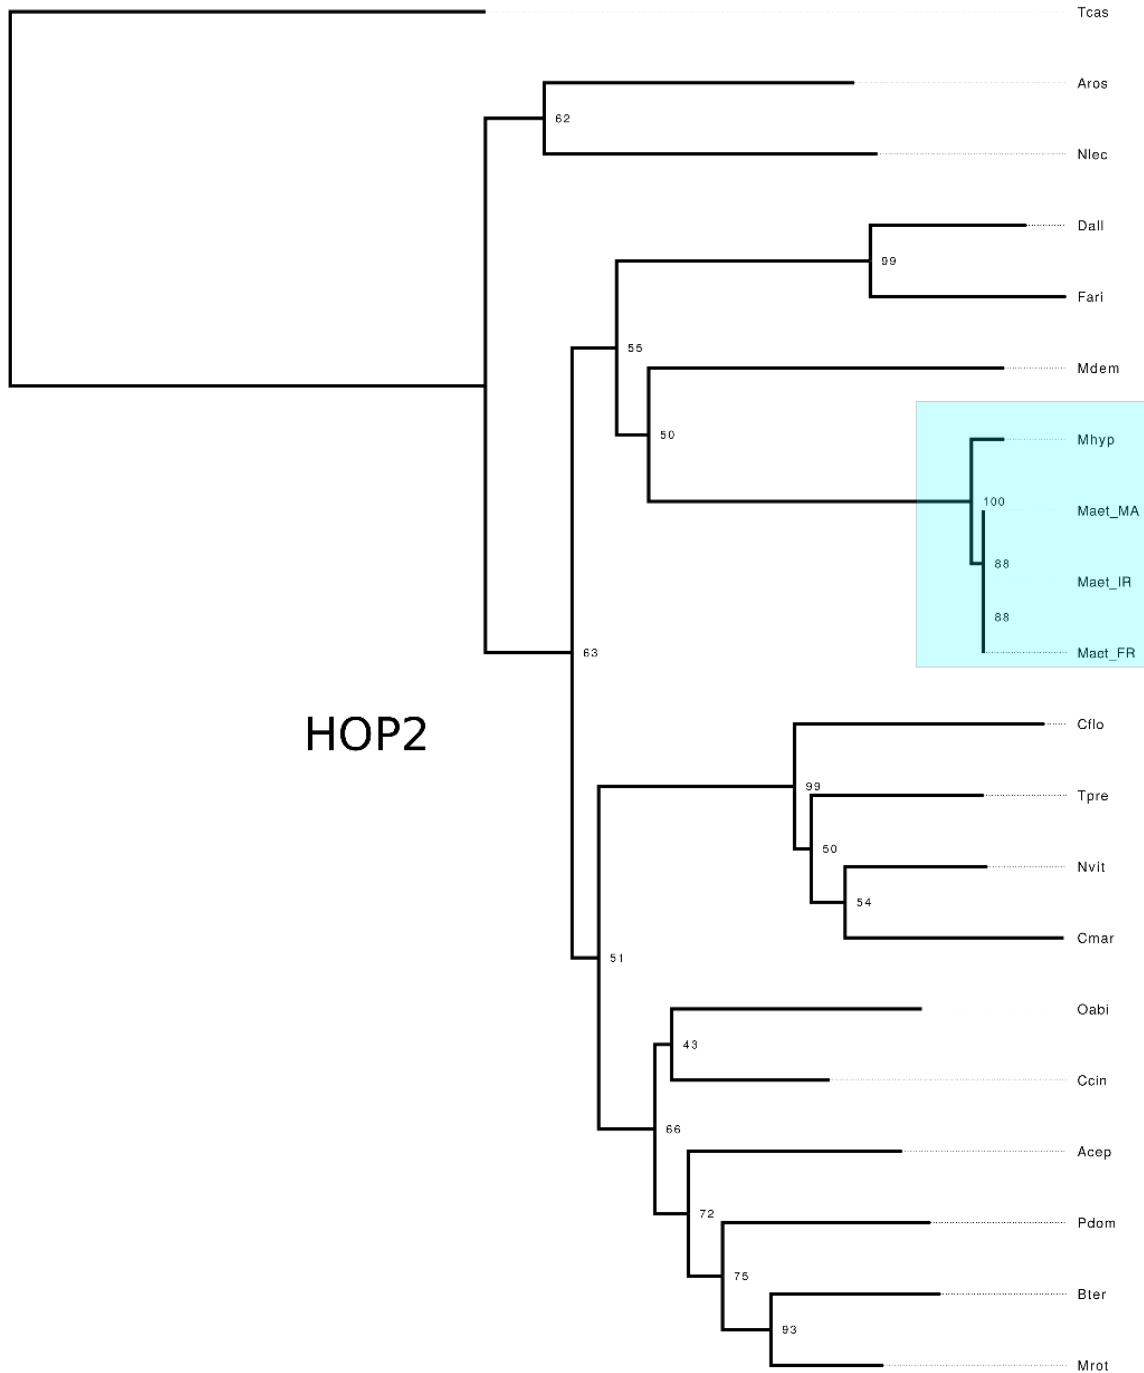 Tcas
Aros
62
Nlec
Dall
99
Fari
55
Mdem
50
Mhyp
100
Maet_MA
88
Maet_IR
88
Maet_FR
63
Cflo
HOP2
99
Tpre
50
Nvit
54
Cmar
51
Oabi
43
Ccin
66
Acep
72
Pdom
75
Bter
93
Mrot